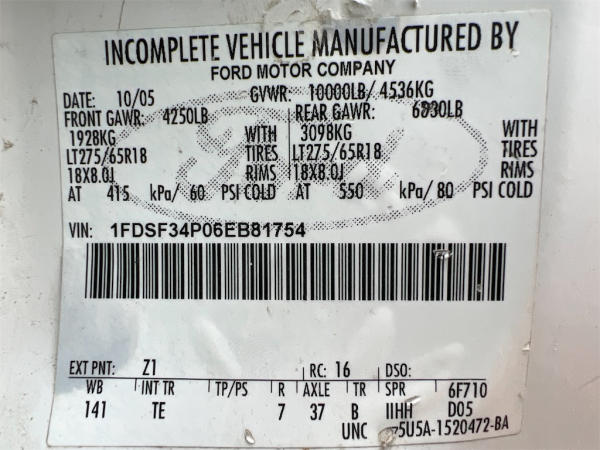 INCOMPLETE VEHICLE MANUFACTURED BY
FORD MOTOR COMPANY
DATE: 10/05 GVWR: 10000LB/ 4536KG
FRONT GAWR: 4250LB REAR GAWR: 6830LB
1928KG WITH 3098KG WITH
LT275/65R18 TIRES LT275/65R18 TIRES
18X8.0J RIMS 18X8.0J RIMS
AT 415 kPa/ 60 PSI COLD AT 550 kPa/ 80 PSI COLD
VIN: 1FDSF34P06EB81754
EXT PNT: Z1 RC: 16 DSO:
WB INT TR TP/PS R AXLE TR SPR 6F710
141 TE 7 37 B IIHH D05
UNC 5U5A-1520472-BA